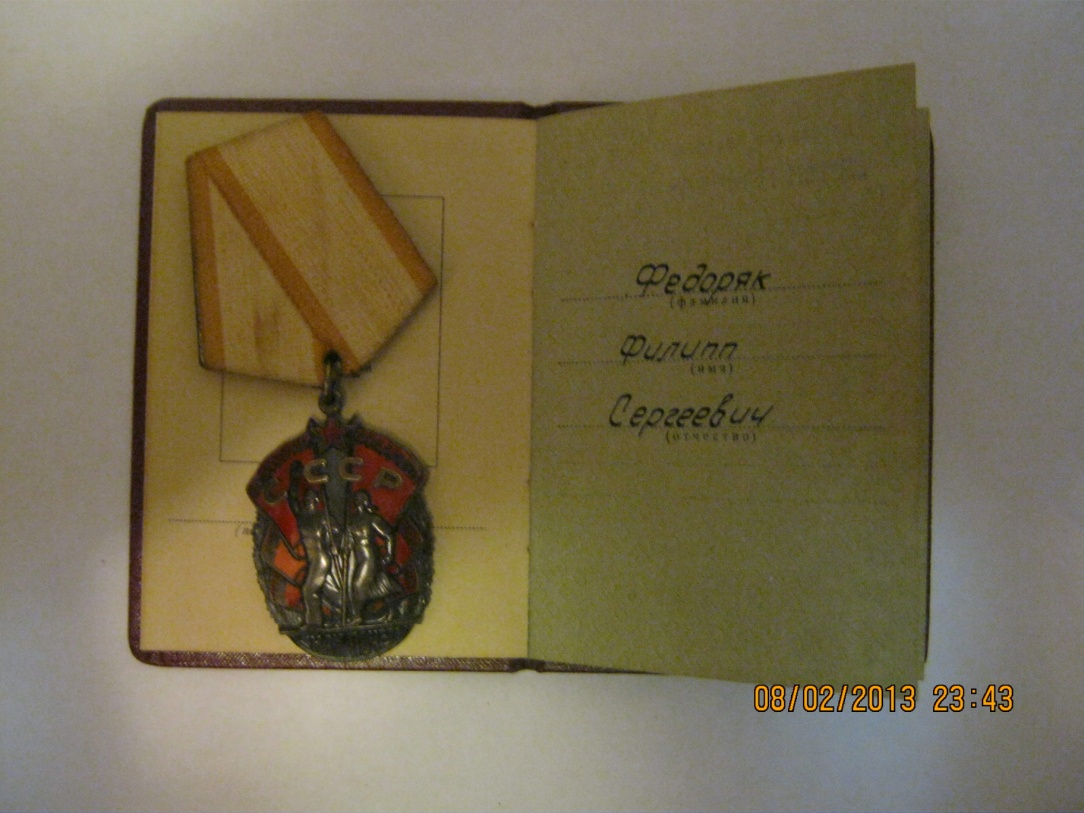 СССР
Федоряк
(фамилия)
Филипп
(имя)
Сергеевич
(отчество)
08/02/2013 23:43